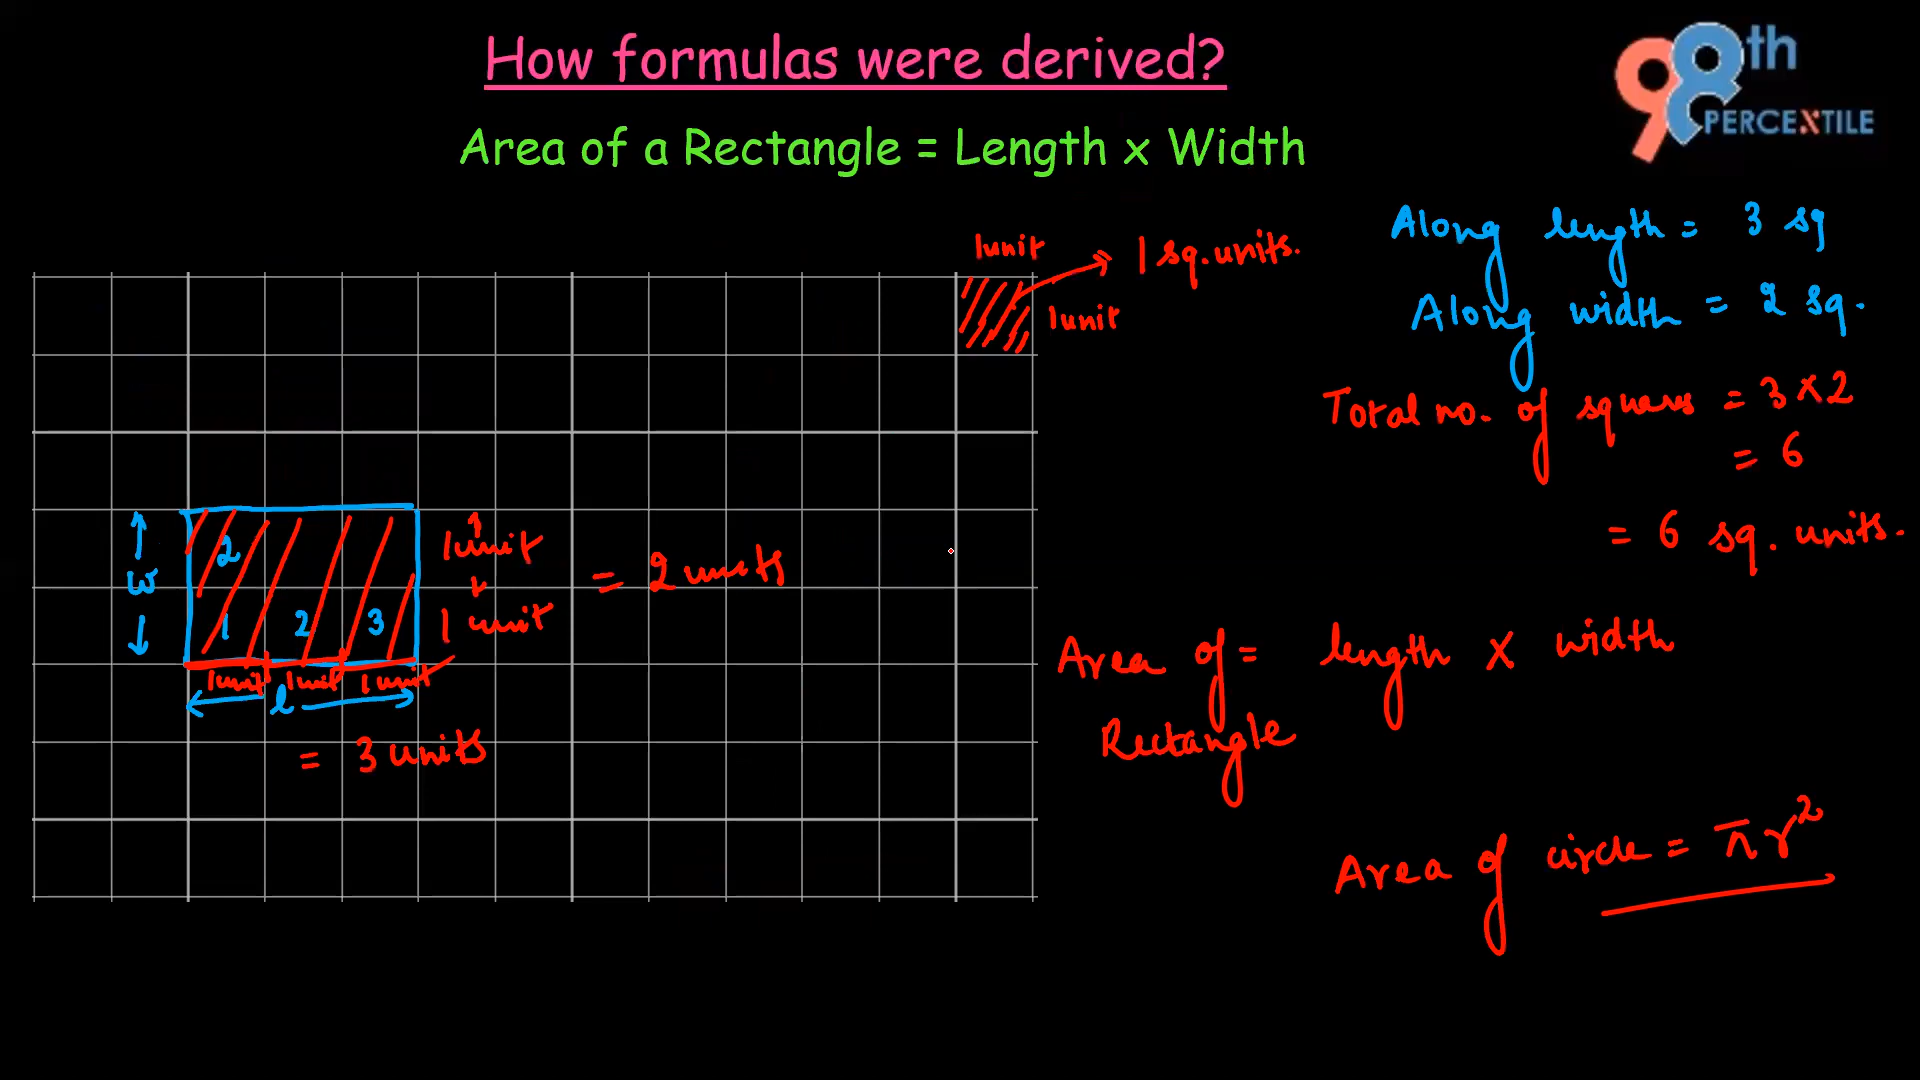 How formulas were derived?
98th
PERCEXTILE
Area of a Rectangle = Length x Width
Along length = 3 sq
1unit
1 sq.units.
1unit
Along width = 2 sq.
Total no. of squares = 3 × 2
= 6
= 6 sq. units.
2
1unit
+
1 unit
= 2 units
w
1 2 3
1unit 1unit 1 unit
l
= 3 units
Area of = length × width
Rectangle
Area of circle = πr²